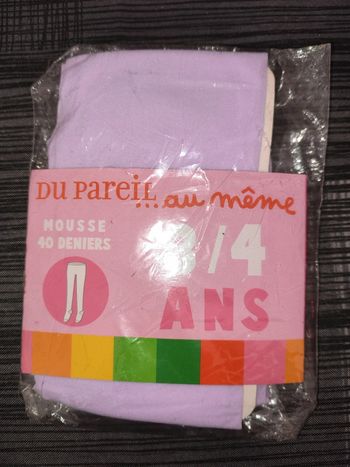 DU PAREIL ...au même
MOUSSE
40 DENIERS
3/4
ANS